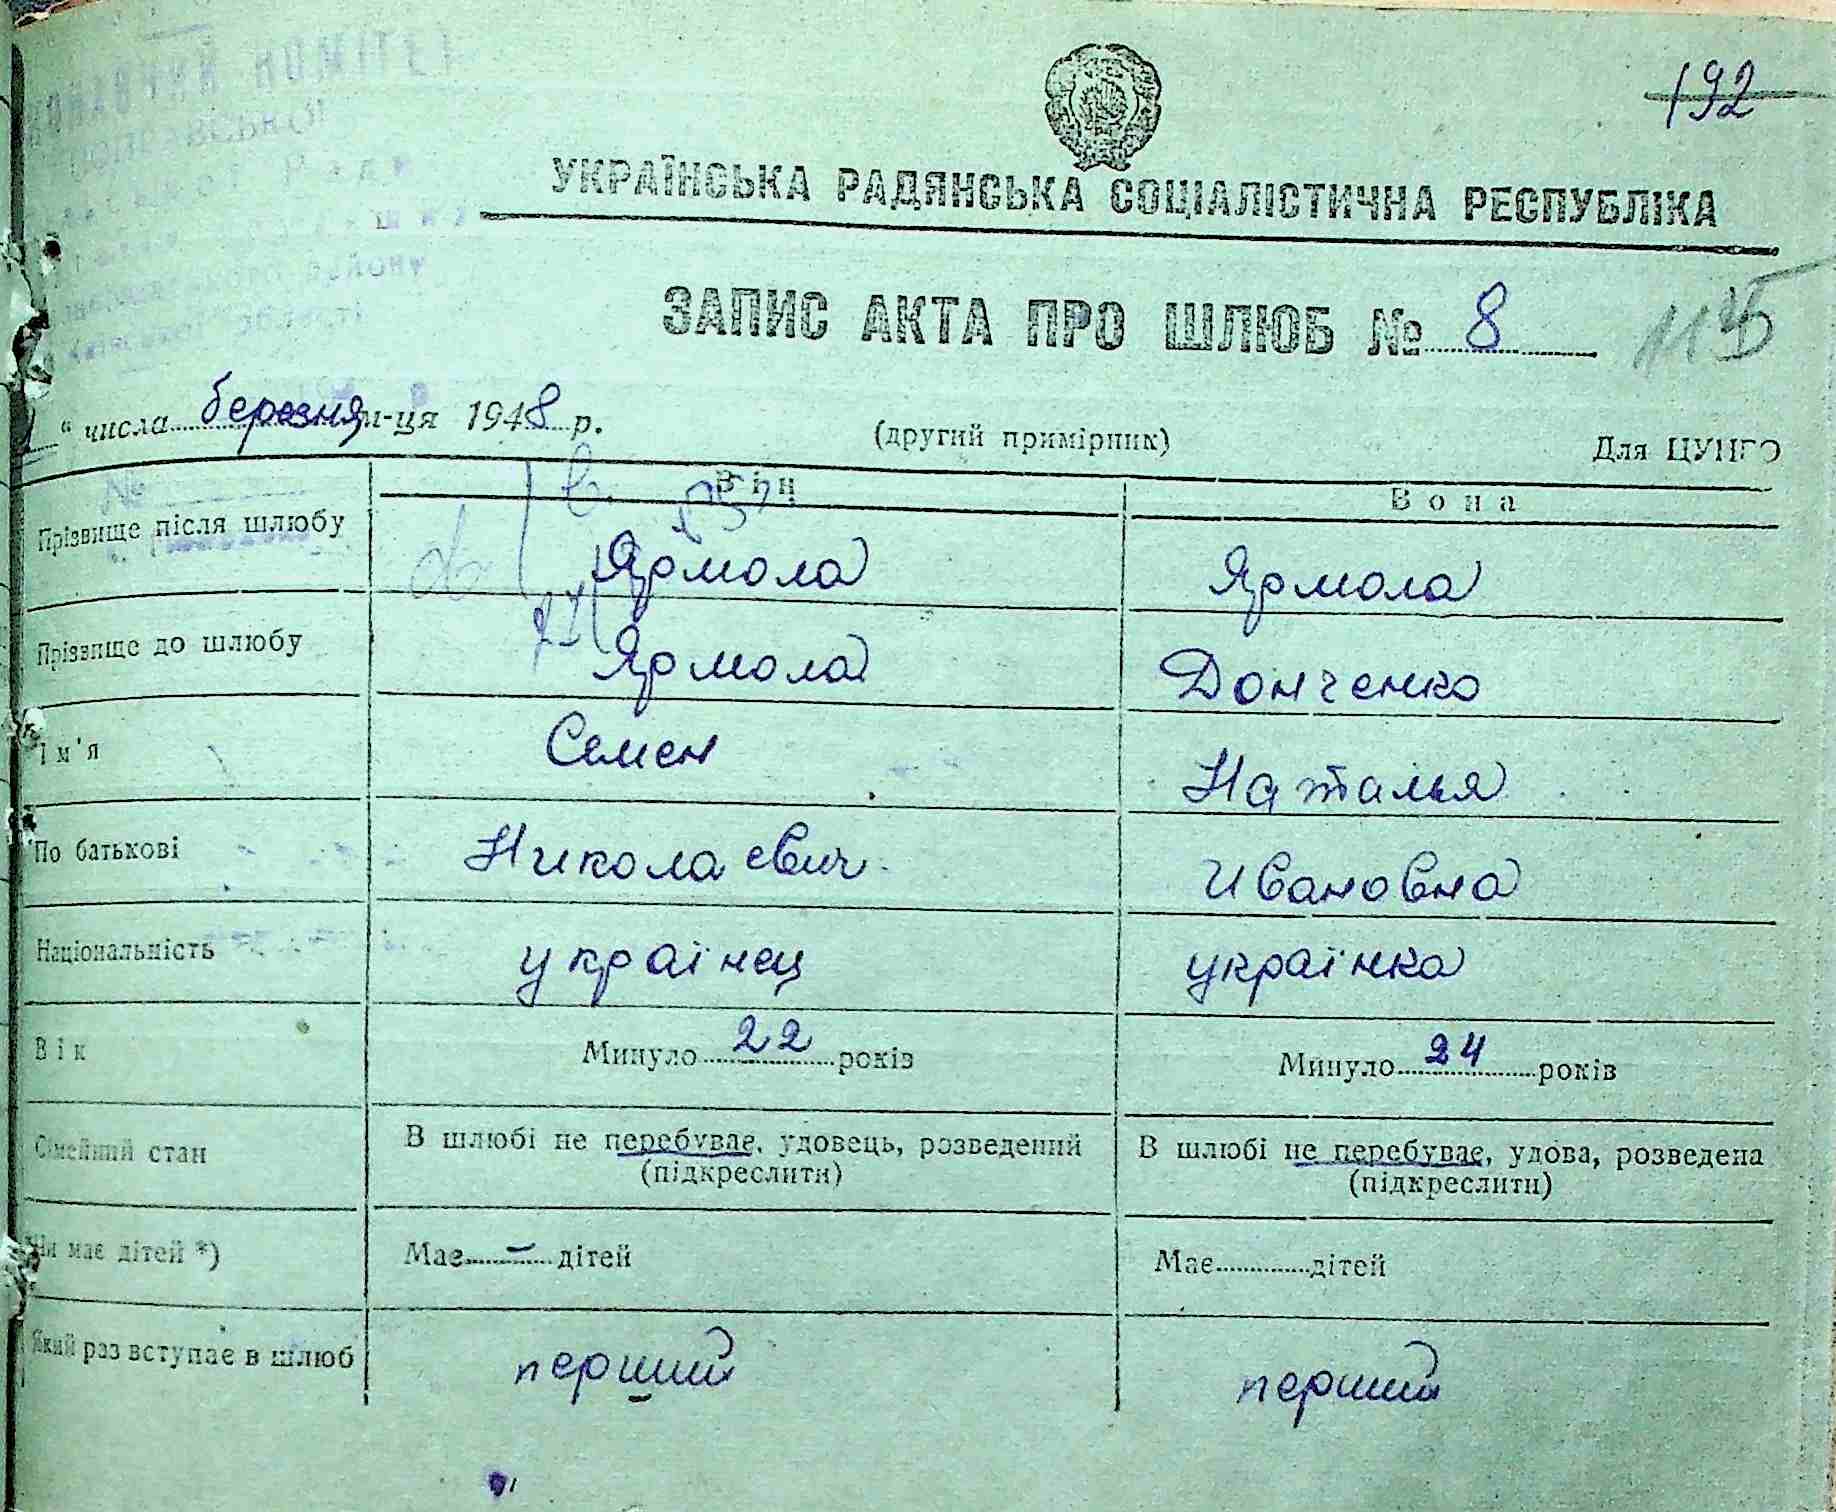 192
УКРАЇНСЬКА РАДЯНСЬКА СОЦІАЛІСТИЧНА РЕСПУБЛІКА
ЗАПИС АКТА ПРО ШЛЮБ № 8
115
“ числа березня м-ця 1948 р. (другий примірник) Для ЦУНГО
Він Вона
Прізвище після шлюбу Ярмола Ярмола
Прізвище до шлюбу Ярмола Донченко
Ім'я Семен Наталья
По батькові Николаевич Ивановна
Національність українец українка
Вік Минуло 22 років Минуло 24 років
Сімейний стан В шлюбі не перебуває, удовець, розведений В шлюбі не перебуває, удова, розведена
(підкреслити) (підкреслити)
Чи має дітей *) Має – дітей Має дітей
Який раз вступає в шлюб перший перший